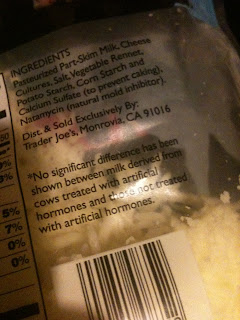 INGREDIENTS
Pasteurized Part-Skim Milk, Cheese
Cultures, Salt, Vegetable Rennet,
Potato Starch, Corn Starch and
Calcium Sulfate (to prevent caking),
Natamycin (natural mold inhibitor).
Dist. & Sold Exclusively By:
Trader Joe's, Monrovia, CA 91016
*No significant difference has been
shown between milk derived from
cows treated with artificial
hormones and those not treated
with artificial hormones.
5%
7%
0%
0%